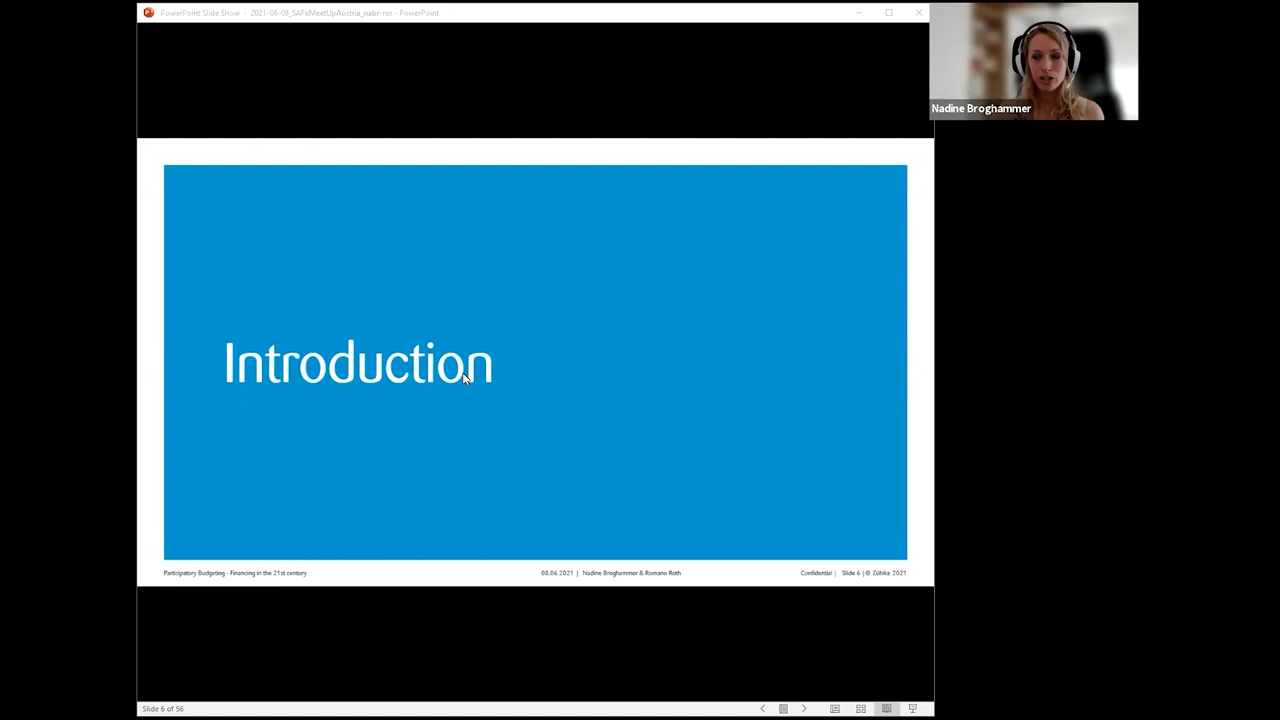 PowerPoint Slide Show - 2021-06-08_SAFeMeetUpAustria_nabr-ror - PowerPoint
Nadine Broghammer
Introduction
Participatory Budgeting - Financing in the 21st century
08.06.2021 | Nadine Broghammer & Romano Roth
Confidential | Slide 6 | © Zühlke 2021
Slide 6 of 56